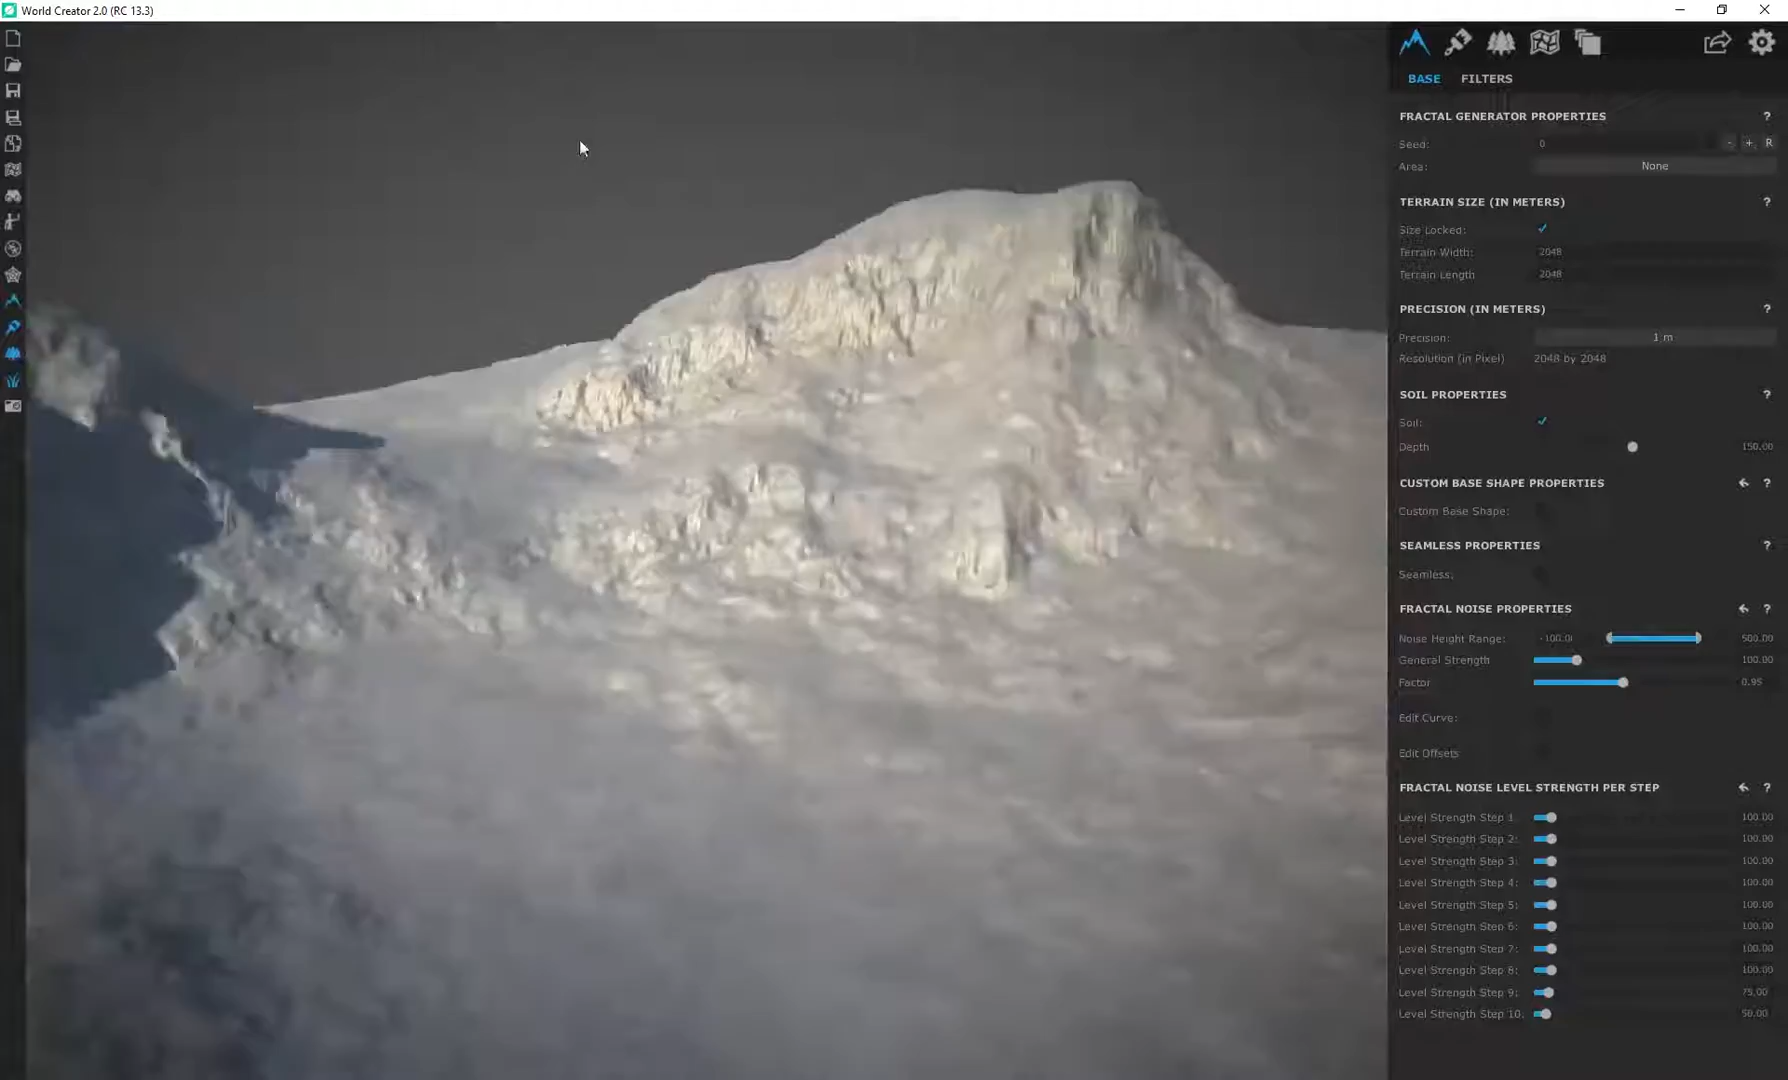 World Creator 2.0 (RC 13.3)
BASE FILTERS
FRACTAL GENERATOR PROPERTIES ?
Seed: 0 - + R
Area: None
TERRAIN SIZE (IN METERS) ?
Size Locked:
Terrain Width: 2048
Terrain Length 2048
PRECISION (IN METERS) ?
Precision: 1 m
Resolution (in Pixel) 2048 by 2048
SOIL PROPERTIES ?
Soil:
Depth 150.00
CUSTOM BASE SHAPE PROPERTIES ?
Custom Base Shape:
SEAMLESS PROPERTIES ?
Seamless:
FRACTAL NOISE PROPERTIES ?
Noise Height Range: -100.0 500.00
General Strength 100.00
Factor 0.95
Edit Curve:
Edit Offsets
FRACTAL NOISE LEVEL STRENGTH PER STEP ?
Level Strength Step 1: 100.00
Level Strength Step 2: 100.00
Level Strength Step 3: 100.00
Level Strength Step 4: 100.00
Level Strength Step 5: 100.00
Level Strength Step 6: 100.00
Level Strength Step 7: 100.00
Level Strength Step 8: 100.00
Level Strength Step 9: 75.00
Level Strength Step 10: 50.00